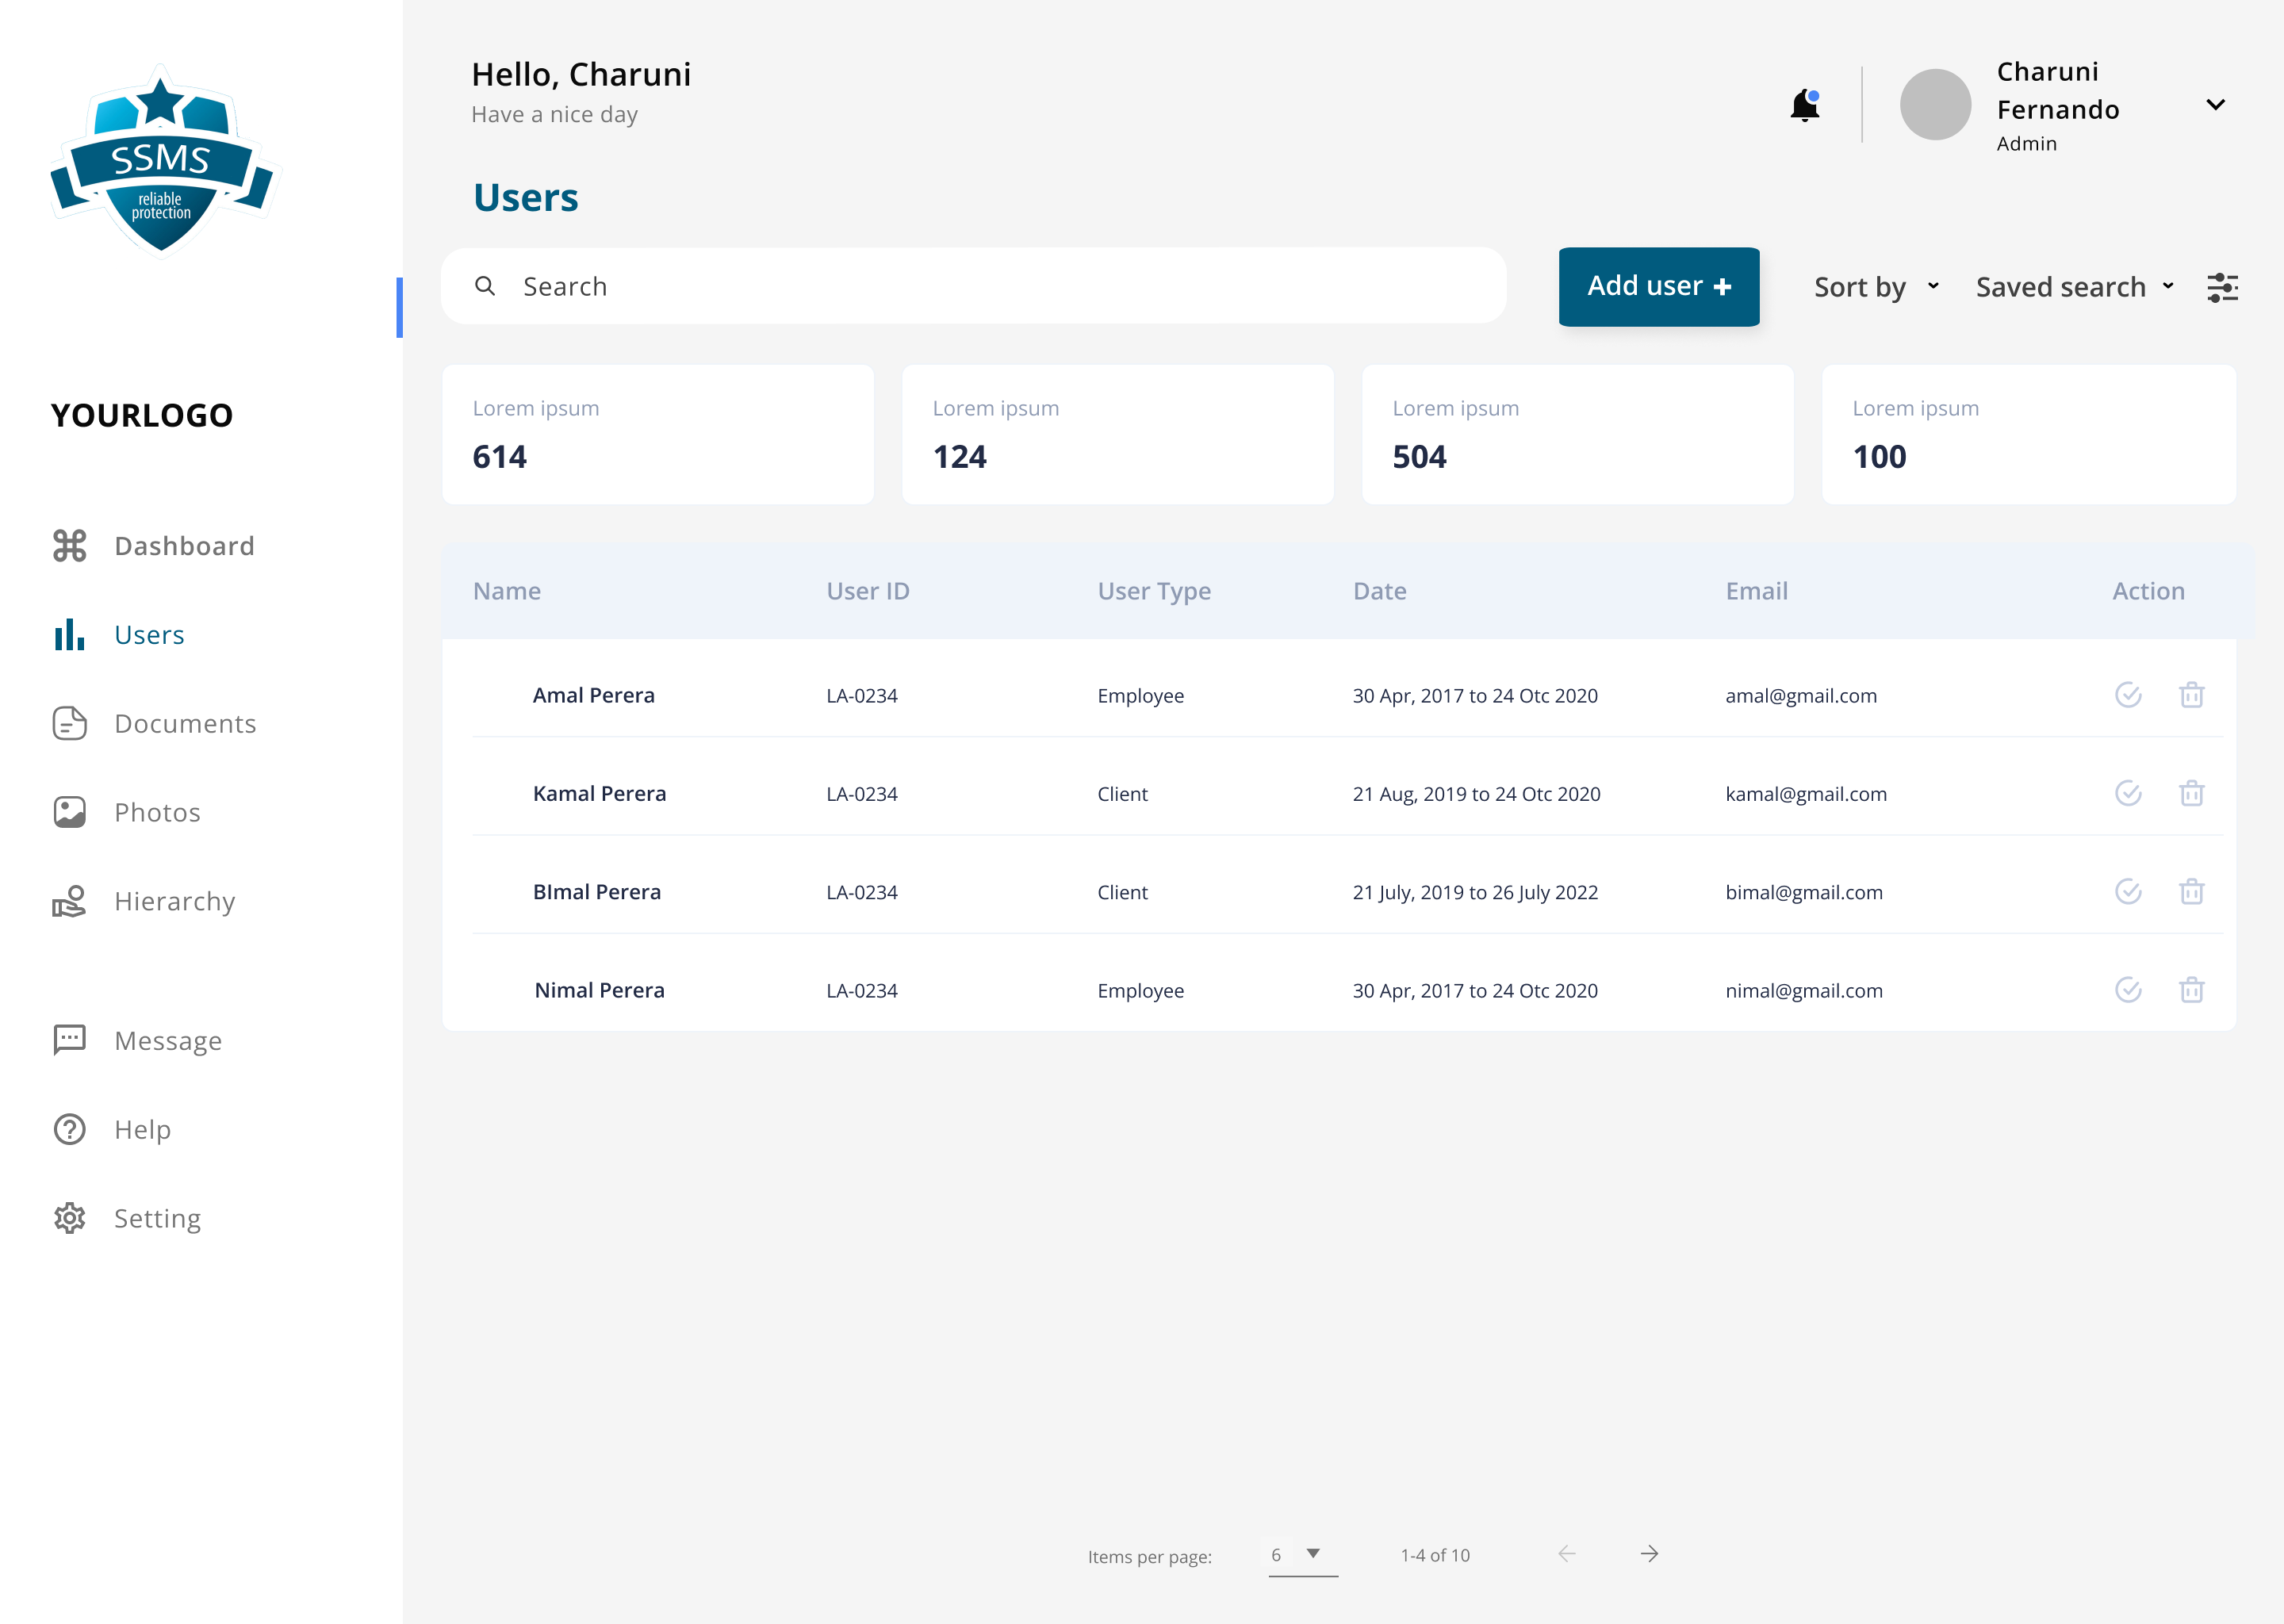 SSMS
reliable
protection
YOURLOGO
Dashboard
Users
Documents
Photos
Hierarchy
Message
Help
Setting
Hello, Charuni
Have a nice day
Charuni
Fernando
Admin
Users
Search
Add user +
Sort by
Saved search
Lorem ipsum
614
Lorem ipsum
124
Lorem ipsum
504
Lorem ipsum
100
Name User ID User Type Date Email Action
Amal Perera LA-0234 Employee 30 Apr, 2017 to 24 Otc 2020 amal@gmail.com
Kamal Perera LA-0234 Client 21 Aug, 2019 to 24 Otc 2020 kamal@gmail.com
BImal Perera LA-0234 Client 21 July, 2019 to 26 July 2022 bimal@gmail.com
Nimal Perera LA-0234 Employee 30 Apr, 2017 to 24 Otc 2020 nimal@gmail.com
Items per page: 6 1-4 of 10